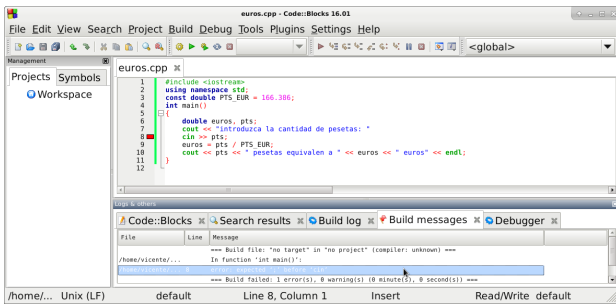 euros.cpp - Code::Blocks 16.01
File Edit View Search Project Build Debug Tools Plugins Settings Help
<global>
Management
Projects Symbols
Workspace
euros.cpp
1 #include <iostream>
2 using namespace std;
3 const double PTS_EUR = 166.386;
4 int main()
5 {
6 double euros, pts;
7 cout << "introduzca la cantidad de pesetas: "
8 cin >> pts;
9 euros = pts / PTS_EUR;
10 cout << pts << " pesetas equivalen a " << euros << " euros" << endl;
11 }
12
Logs & others
Code::Blocks Search results Build log Build messages Debugger
File Line Message
=== Build file: "no target" in "no project" (compiler: unknown) ===
/home/vicente/... In function 'int main()':
/home/vicente/... 8 error: expected ';' before 'cin'
=== Build failed: 1 error(s), 0 warning(s) (0 minute(s), 0 second(s)) ===
/home/... Unix (LF) default Line 8, Column 1 Insert Read/Write default